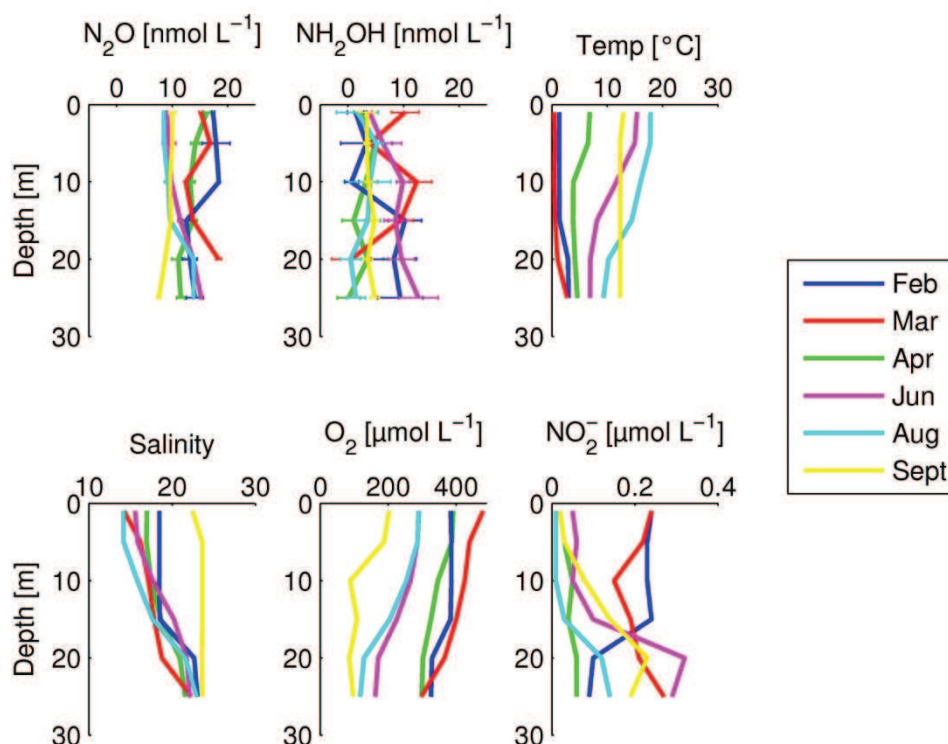 N₂O [nmol L⁻¹] NH₂OH [nmol L⁻¹] Temp [°C]
0 10 20 0 10 20 0 10 20 30
0 0 0
10 10 10
20 20 20
30 30 30
Depth [m]
Feb
Mar
Apr
Jun
Aug
Sept
Salinity O₂ [µmol L⁻¹] NO₂⁻ [µmol L⁻¹]
10 20 30 0 200 400 0 0.2 0.4
0 0 0
10 10 10
20 20 20
30 30 30
Depth [m]